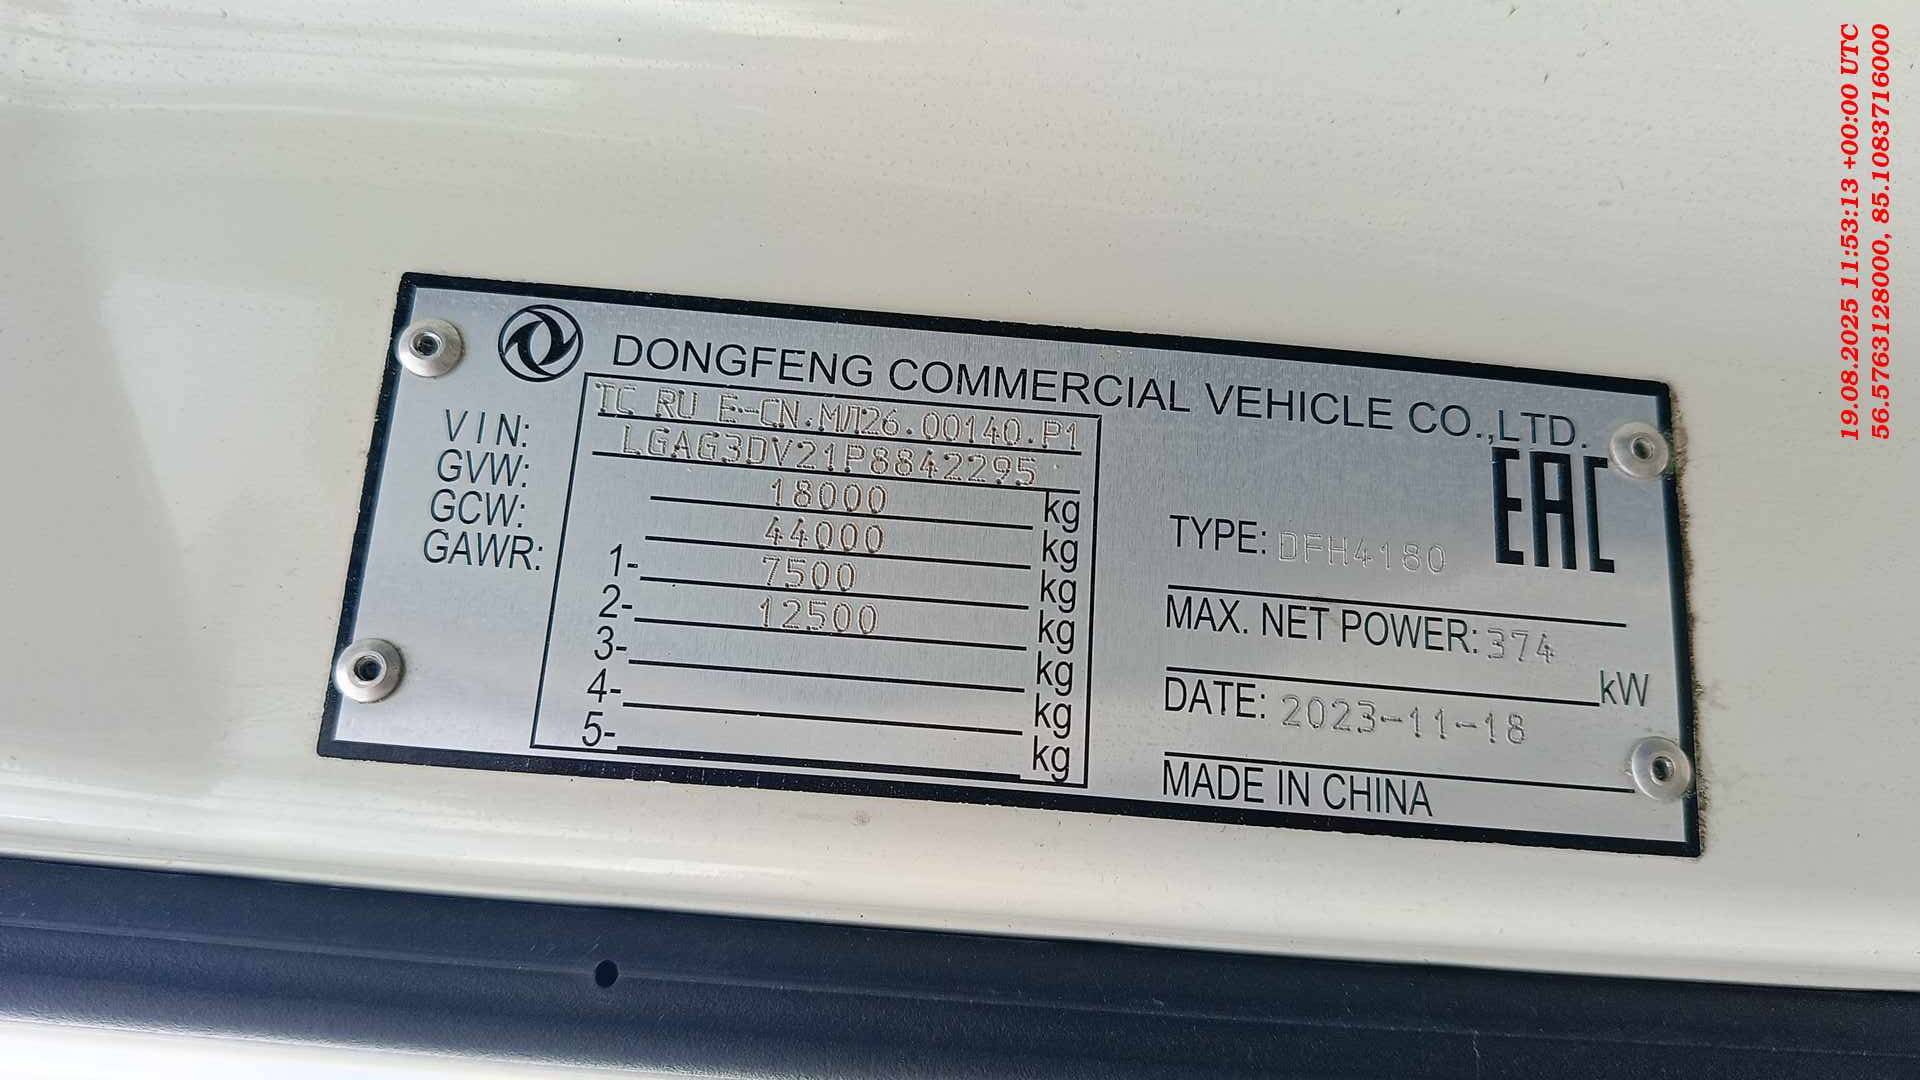 DONGFENG COMMERCIAL VEHICLE CO.,LTD.
TC RU E-CN.МЛ26.00140.P1
VIN: LGAG3DV21P8842295
GVW: 18000 kg
GCW: 44000 kg
GAWR: 1- 7500 kg
2- 12500 kg
3- kg
4- kg
5- kg
EAC
TYPE: DFH4180
MAX. NET POWER: 374 kW
DATE: 2023-11-18
MADE IN CHINA
19.08.2025 11:53:13 +00:00 UTC
56.5763128000, 85.1083716000